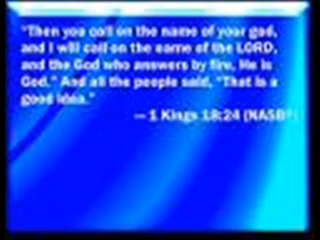 "Then you call on the name of your god,
and I will call on the name of the LORD,
and the God who answers by fire, He is
God." And all the people said, "That is a
good idea."
— 1 Kings 18:24 (NASB)